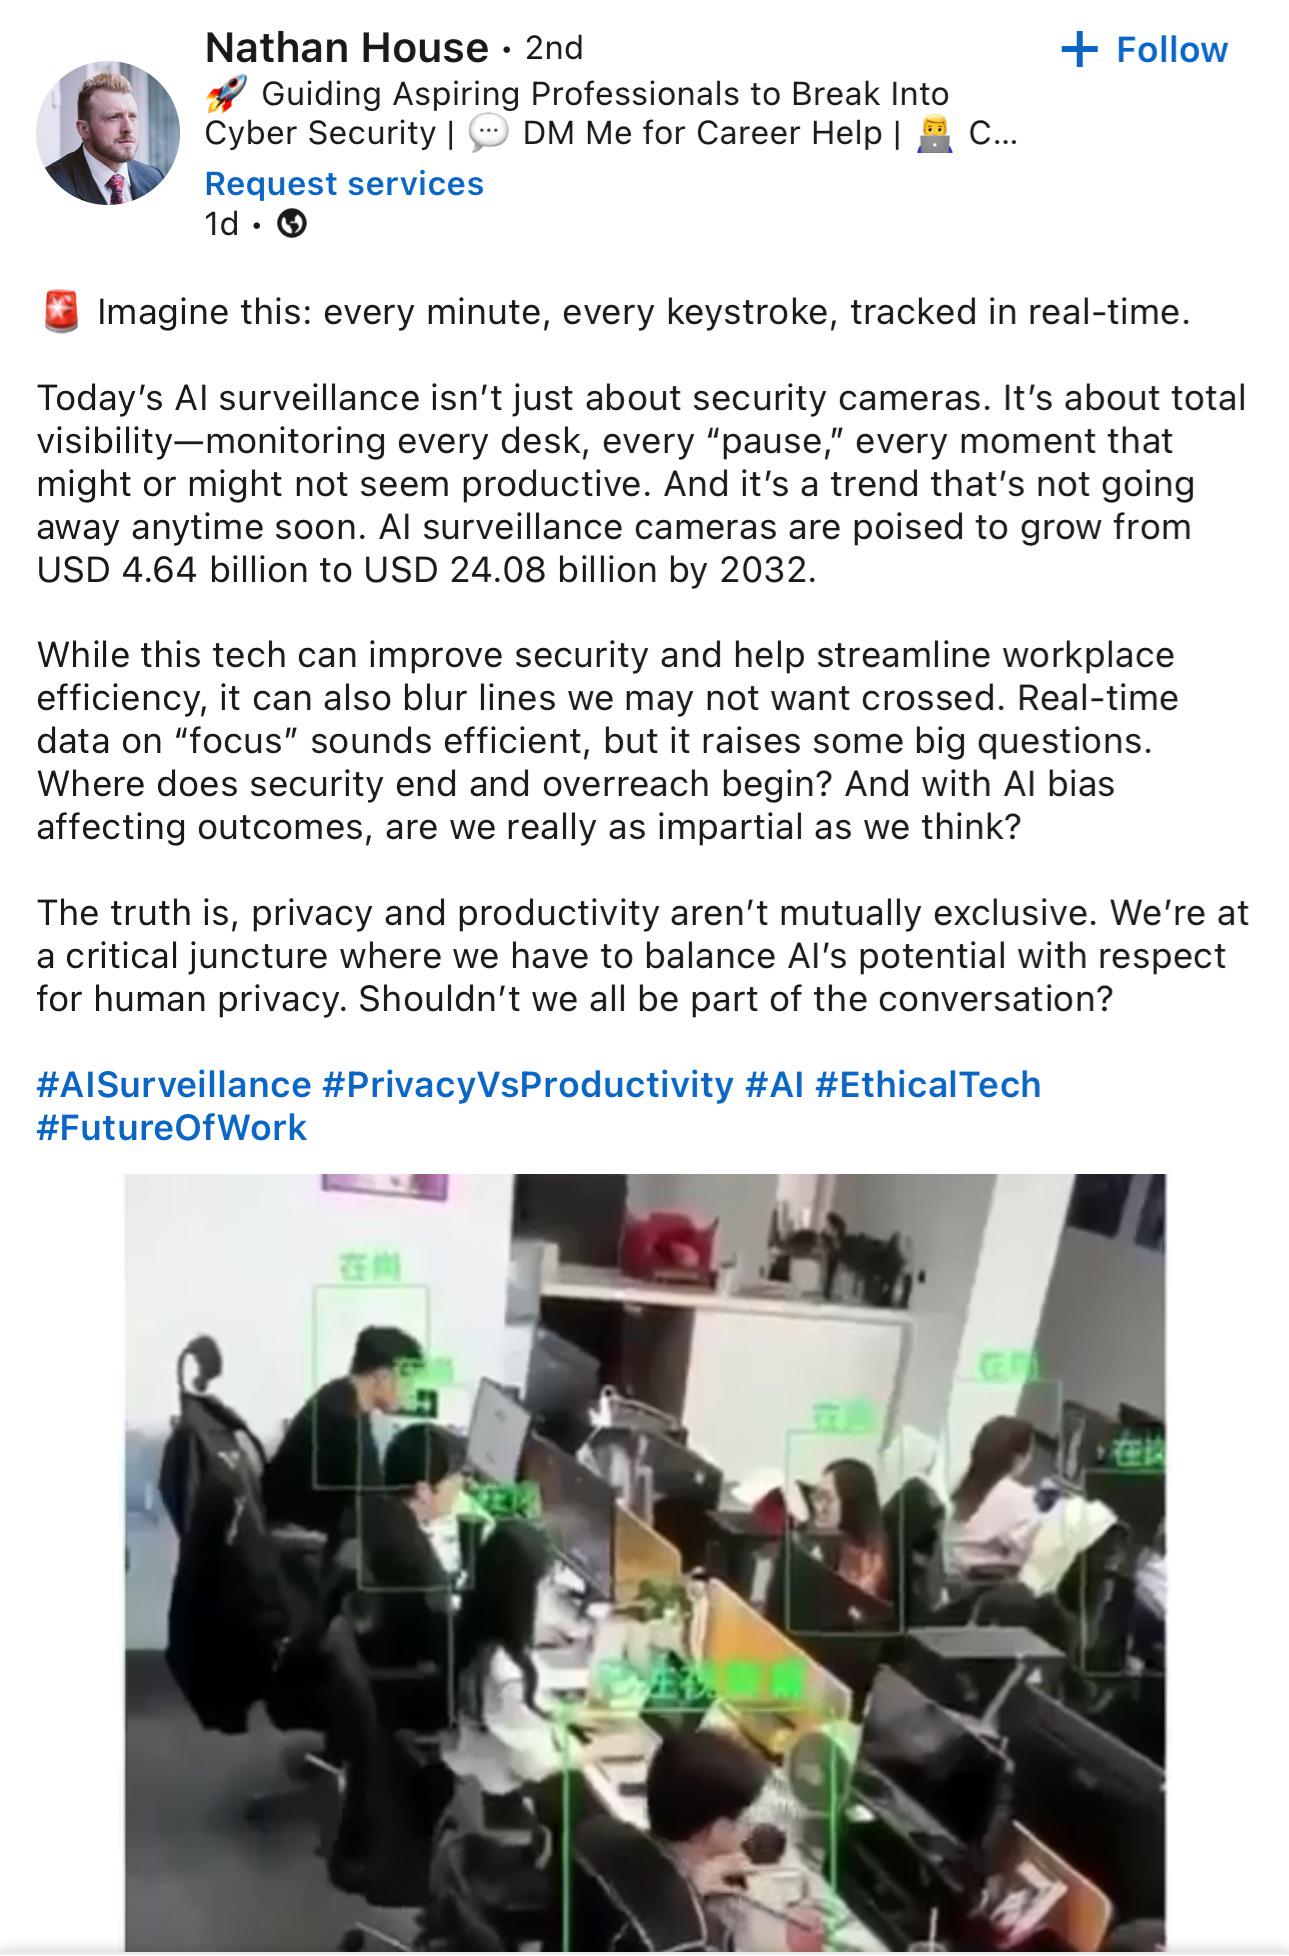 Nathan House • 2nd
+ Follow
🚀 Guiding Aspiring Professionals to Break Into
Cyber Security | 💬 DM Me for Career Help | 👨‍💻 C...
Request services
1d •
🚨 Imagine this: every minute, every keystroke, tracked in real-time.
Today’s AI surveillance isn’t just about security cameras. It’s about total
visibility—monitoring every desk, every “pause,” every moment that
might or might not seem productive. And it’s a trend that’s not going
away anytime soon. AI surveillance cameras are poised to grow from
USD 4.64 billion to USD 24.08 billion by 2032.
While this tech can improve security and help streamline workplace
efficiency, it can also blur lines we may not want crossed. Real-time
data on “focus” sounds efficient, but it raises some big questions.
Where does security end and overreach begin? And with AI bias
affecting outcomes, are we really as impartial as we think?
The truth is, privacy and productivity aren’t mutually exclusive. We’re at
a critical juncture where we have to balance AI’s potential with respect
for human privacy. Shouldn’t we all be part of the conversation?
#AISurveillance #PrivacyVsProductivity #AI #EthicalTech
#FutureOfWork
在岗
在岗
在岗
在岗
在岗
在岗